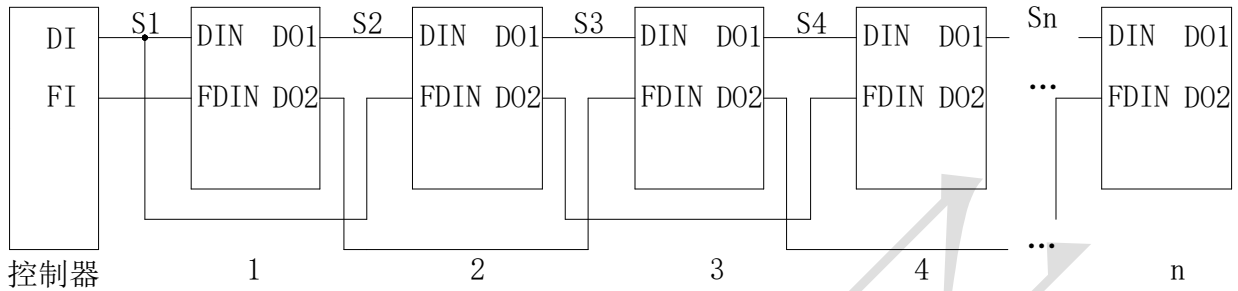 DI S1 DIN DO1 S2 DIN DO1 S3 DIN DO1 S4 DIN DO1 Sn DIN DO1
FI FDIN DO2 FDIN DO2 FDIN DO2 FDIN DO2 ... FDIN DO2
...
控制器 1 2 3 4 n